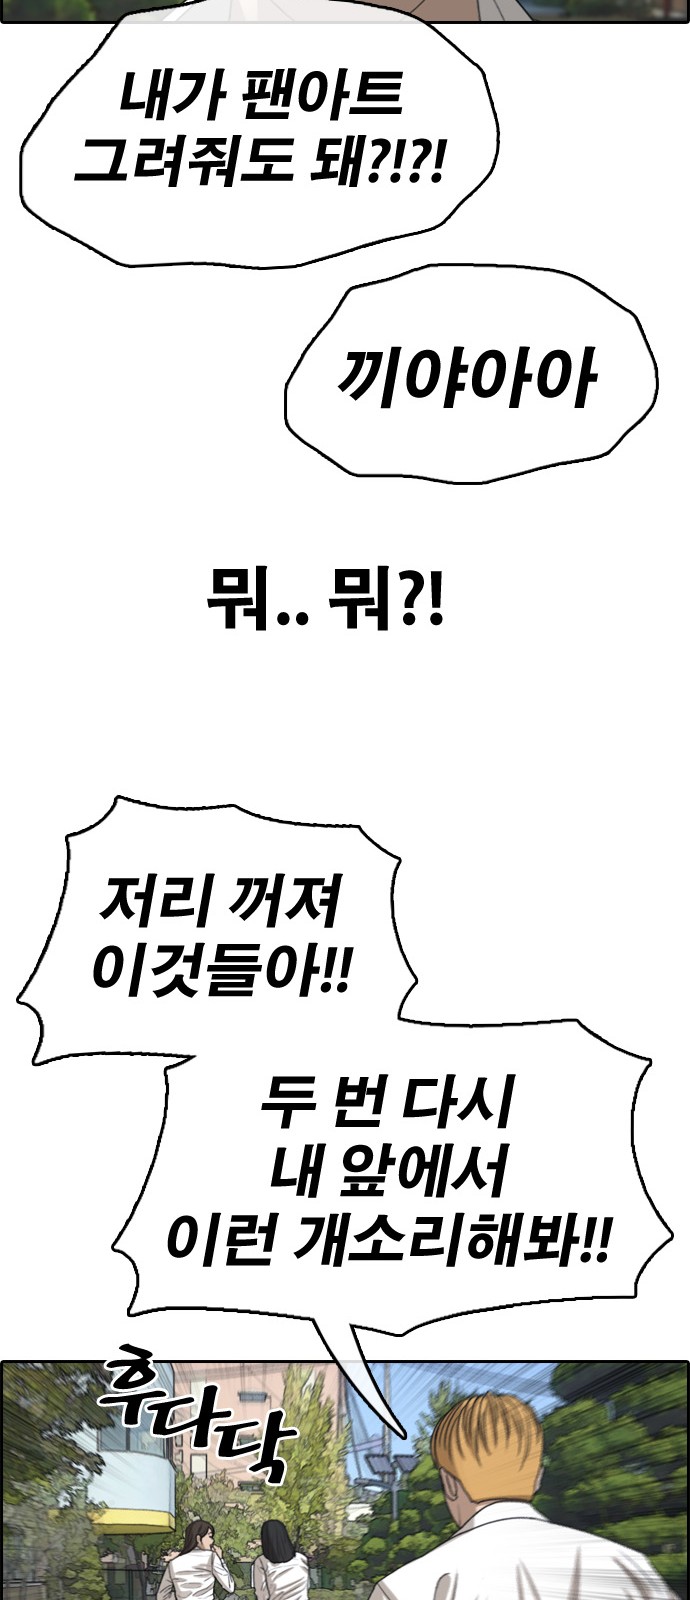 내가 팬아트
그려줘도 돼?!?!
끼야아아
뭐.. 뭐?!
저리 꺼져
이것들아!!
두 번 다시
내 앞에서
이런 개소리해봐!!
후다닥